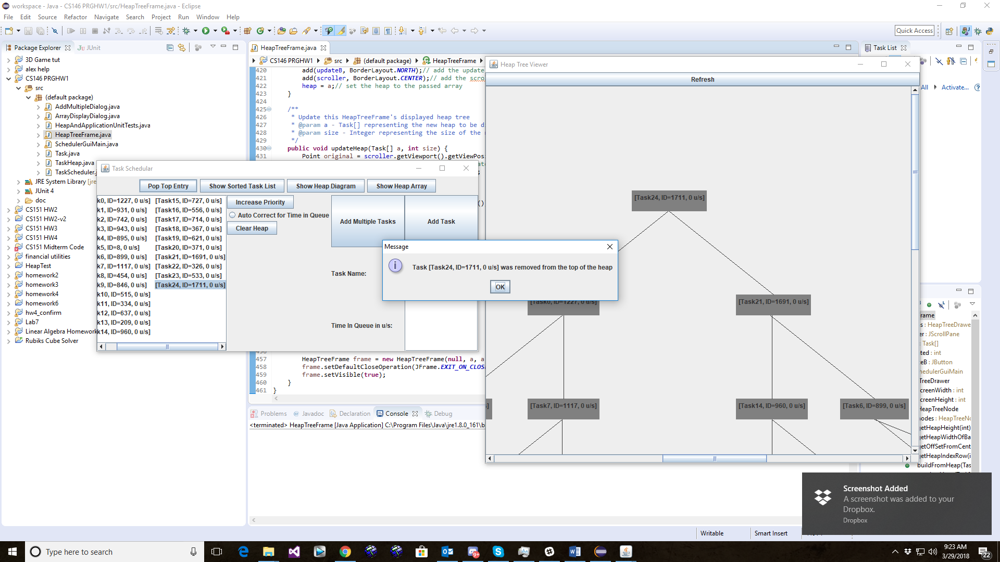 workspace - Java - CS146 PRGHW1/src/HeapTreeFrame.java - Eclipse
File Edit Source Refactor Navigate Search Project Run Window Help
Quick Access
Package Explorer JUnit
3D Game tut
alex help
CS146 PRGHW1
src
(default package)
AddMultipleDialog.java
ArrayDisplayDialog.java
HeapAndApplicationUnitTests.java
HeapTreeFrame.java
SchedulerGuiMain.java
Task.java
TaskHeap.java
TaskScheduler.j
JRE System Library [jre
JUnit 4
doc
CS151 HW2
CS151 HW2-v2
CS151 HW3
CS151 HW4
CS151 Midterm Code
financial utilities
HeapTest
homework2
homework3
homework4
homework6
hw4_confirm
Lab7
Linear Algebra Homework
Rubiks Cube Solver
HeapTreeFrame.java
CS146 PRGHW1 src (default package) HeapTreeFrame
420 add(updateB, BorderLayout.NORTH);// add the update
421 add(scroller, BorderLayout.CENTER);// add the scro
422 heap = a;// set the heap to the passed array
423 }
424
425 /**
426 * Update this HeapTreeFrame's displayed heap tree
427 * @param a - Task[] representing the new heap to be d
428 * @param size - Integer representing the size of the
429 */
430 public void updateHeap(Task[] a, int size) {
431 Point original = scroller.getViewport().getViewPos
457 HeapTreeFrame frame = new HeapTreeFrame(null, a, a
458 frame.setDefaultCloseOperation(JFrame.EXIT_ON_CLOS
459 frame.setVisible(true);
460 }
461 }
Task Schedular
Pop Top Entry Show Sorted Task List Show Heap Diagram Show Heap Array
k0, ID=1227, 0 u/s] [Task15, ID=727, 0 u/s]
k1, ID=931, 0 u/s] [Task16, ID=556, 0 u/s]
k2, ID=742, 0 u/s] [Task17, ID=714, 0 u/s]
k3, ID=943, 0 u/s] [Task18, ID=367, 0 u/s]
k4, ID=895, 0 u/s] [Task19, ID=621, 0 u/s]
k5, ID=8, 0 u/s] [Task20, ID=371, 0 u/s]
k6, ID=899, 0 u/s] [Task21, ID=1691, 0 u/s]
k7, ID=1117, 0 u/s] [Task22, ID=326, 0 u/s]
k8, ID=454, 0 u/s] [Task23, ID=533, 0 u/s]
k9, ID=846, 0 u/s] [Task24, ID=1711, 0 u/s]
k10, ID=515, 0 u/s]
k11, ID=334, 0 u/s]
k12, ID=637, 0 u/s]
k13, ID=209, 0 u/s]
k14, ID=960, 0 u/s]
Increase Priority
Auto Correct for Time in Queue
Clear Heap
Add Multiple Tasks Add Task
Task Name:
Time In Queue in u/s:
Message
Task [Task24, ID=1711, 0 u/s] was removed from the top of the heap
OK
Heap Tree Viewer
Refresh
[Task24, ID=1711, 0 u/s]
[Task0, ID=1227, 0 u/s]
[Task21, ID=1691, 0 u/s]
[Task7, ID=1117, 0 u/s]
[Task14, ID=960, 0 u/s]
[Task6, ID=899, 0 u/s]
Problems Javadoc Declaration Console Debug
<terminated> HeapTreeFrame [Java Application] C:\Program Files\Java\jre1.8.0_161\b
Task List
All Activate...
rame
s : HeapTreeDrawe
er : JScrollPane
: Task[]
ted : int
teB : JButton
hedulerGuiMain
TreeDrawer
creenWidth : int
creenHeight : int
HeapTreeNode
nodes : HeapTreeNo
getHeapHeight(int)
getHeapWidthOfBa
getOffSetFromCent
getHeapIndexRow(i
buildFromHeap(Tas
Writable Smart Insert
Screenshot Added
A screenshot was added to your
Dropbox.
Dropbox
Type here to search
9:23 AM
3/29/2018
22